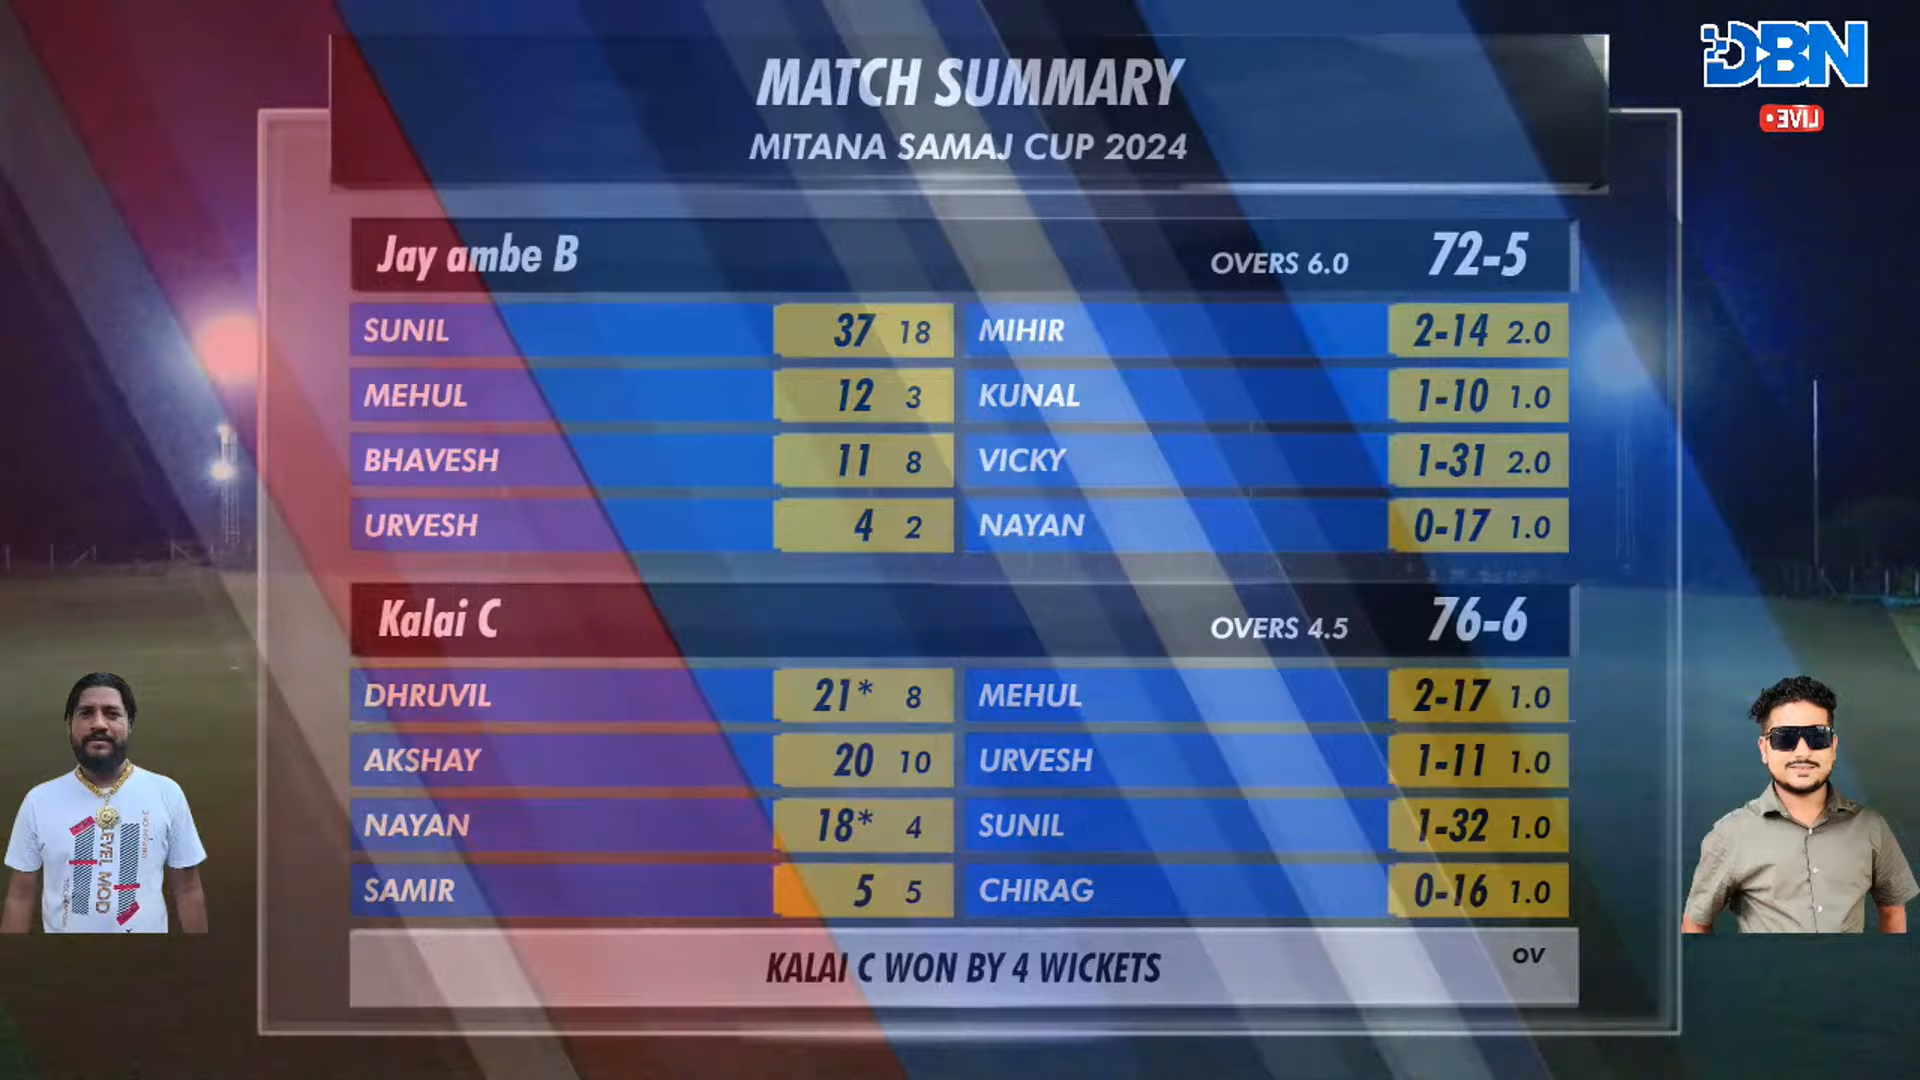 DBN
LIVE
MATCH SUMMARY
MITANA SAMAJ CUP 2024
Jay ambe B OVERS 6.0 72-5
SUNIL 37 18 MIHIR 2-14 2.0
MEHUL 12 3 KUNAL 1-10 1.0
BHAVESH 11 8 VICKY 1-31 2.0
URVESH 4 2 NAYAN 0-17 1.0
Kalai C OVERS 4.5 76-6
DHRUVIL 21* 8 MEHUL 2-17 1.0
AKSHAY 20 10 URVESH 1-11 1.0
NAYAN 18* 4 SUNIL 1-32 1.0
SAMIR 5 5 CHIRAG 0-16 1.0
KALAI C WON BY 4 WICKETS OV
LEVEL MOD